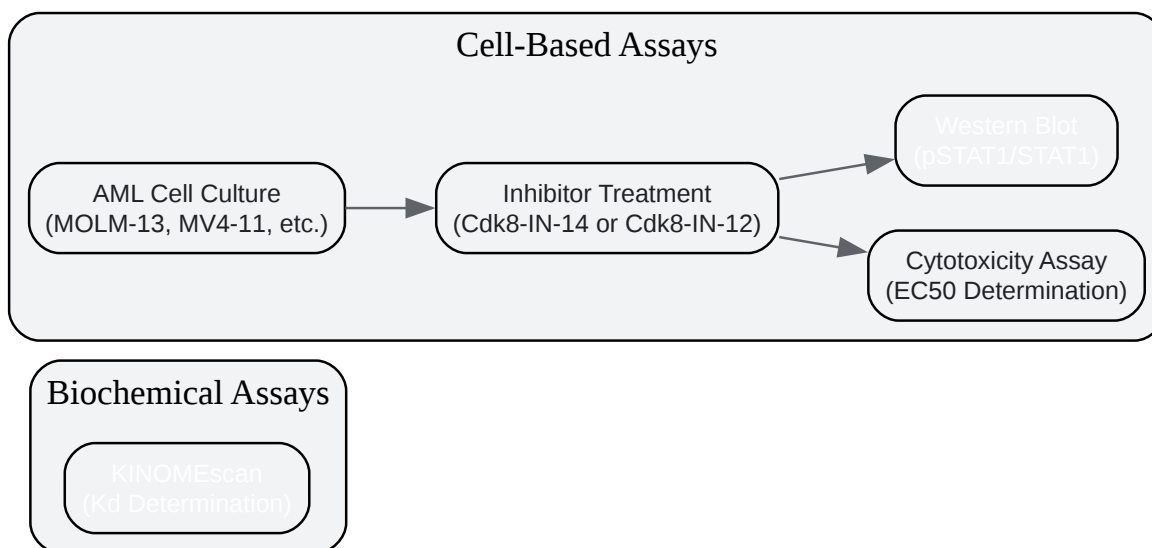 Cell-Based Assays
AML Cell Culture
(MOLM-13, MV4-11, etc.)
Inhibitor Treatment
(Cdk8-IN-14 or Cdk8-IN-12)
Western Blot
(pSTAT1/STAT1)
Cytotoxicity Assay
(EC50 Determination)
Biochemical Assays
KINOMEscan
(Kd Determination)